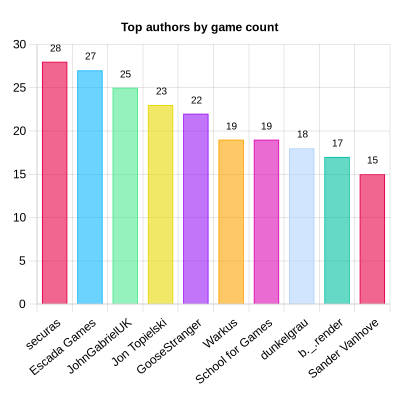 Top authors by game count
30
25
20
15
10
5
0
28
27
25
23
22
19
19
18
17
15
securas
Escada Games
JohnGabrielUK
Jon Topielski
GooseStranger
Warkus
School for Games
dunkelgrau
b._.render
Sander Vanhove